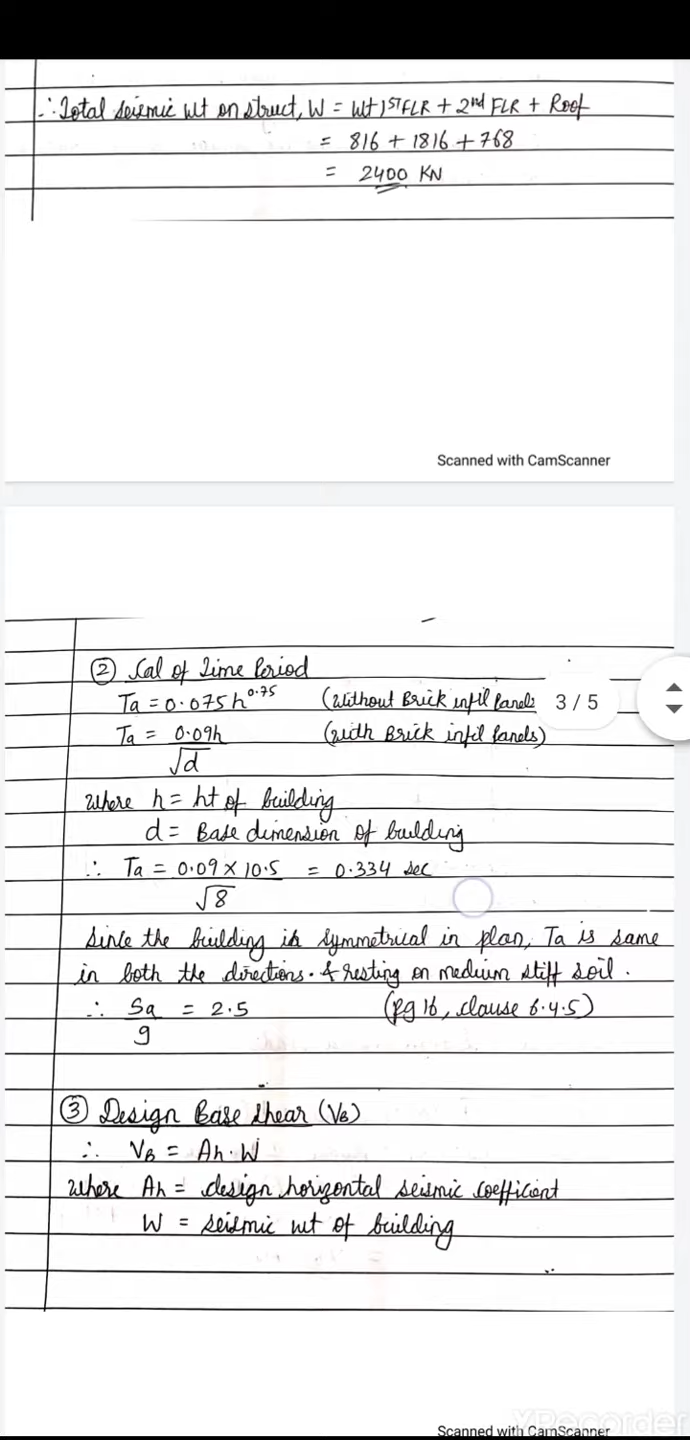 ∴ Total seismic wt on struct, W = wt 1ST FLR + 2nd FLR + Roof
= 816 + 1816 + 768
= 2400 KN
Scanned with CamScanner
② Cal of Time Period
Ta = 0.075 h^0.75 (Without Brick infil Panels
3 / 5
Ta = 0.09h / √d (with Brick infil Panels)
where h = ht of building
d = Base dimension of building
∴ Ta = 0.09 × 10.5 / √8 = 0.334 sec
Since the building is symmetrical in plan, Ta is same
in both the directions. & resting on medium stiff soil.
∴ Sa / g = 2.5 (Pg 16, clause 6.4.5)
③ Design Base shear (VB)
∴ VB = Ah . W
where Ah = design horizontal seismic coefficient
W = seismic wt of building
XRecorder
Scanned with CamScanner